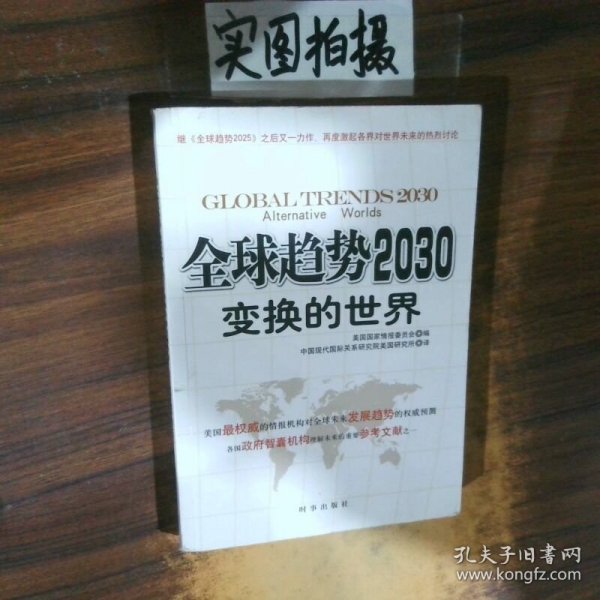 实图拍摄
继《全球趋势2025》之后又一力作,再度激起各界对世界未来的热烈讨论
GLOBAL TRENDS 2030
Alternative Worlds
全球趋势2030
变换的世界
美国国家情报委员会 编
中国现代国际关系研究院美国研究所 译
美国最权威的情报机构对全球未来发展趋势的权威预测
各国政府智囊机构理解未来的重要参考文献之一
时事出版社
孔夫子旧书网
www.kongfz.com